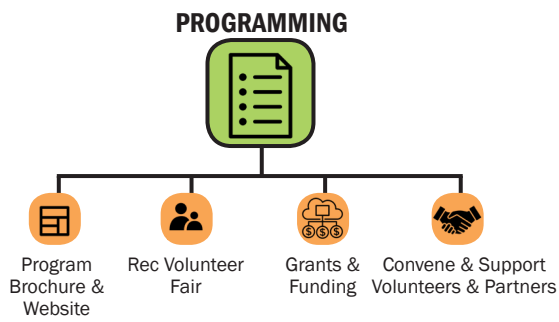 PROGRAMMING
$ $ $
Program
Brochure &
Website
Rec Volunteer
Fair
Grants &
Funding
Convene & Support
Volunteers & Partners